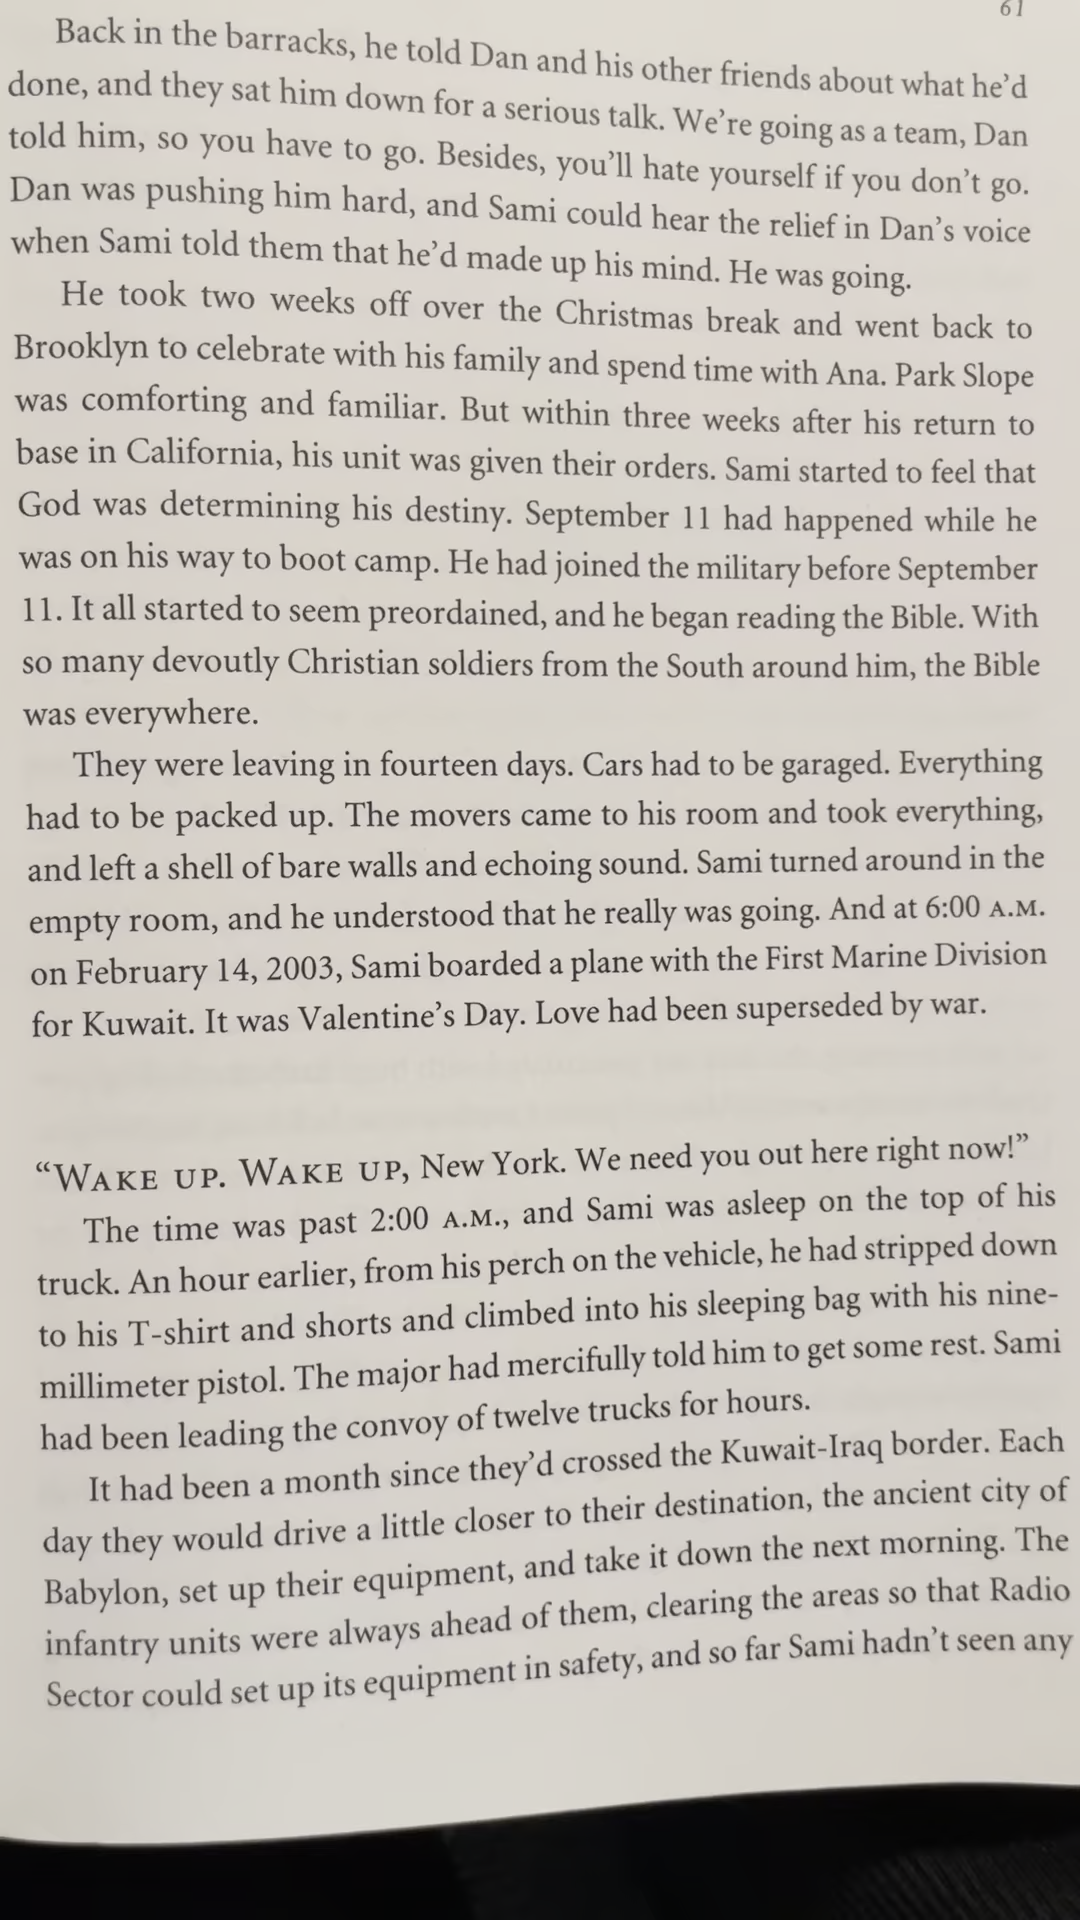 61
Back in the barracks, he told Dan and his other friends about what he'd
done, and they sat him down for a serious talk. We're going as a team, Dan
told him, so you have to go. Besides, you'll hate yourself if you don't go.
Dan was pushing him hard, and Sami could hear the relief in Dan's voice
when Sami told them that he'd made up his mind. He was going.
He took two weeks off over the Christmas break and went back to
Brooklyn to celebrate with his family and spend time with Ana. Park Slope
was comforting and familiar. But within three weeks after his return to
base in California, his unit was given their orders. Sami started to feel that
God was determining his destiny. September 11 had happened while he
was on his way to boot camp. He had joined the military before September
11. It all started to seem preordained, and he began reading the Bible. With
so many devoutly Christian soldiers from the South around him, the Bible
was everywhere.
They were leaving in fourteen days. Cars had to be garaged. Everything
had to be packed up. The movers came to his room and took everything,
and left a shell of bare walls and echoing sound. Sami turned around in the
empty room, and he understood that he really was going. And at 6:00 A.M.
on February 14, 2003, Sami boarded a plane with the First Marine Division
for Kuwait. It was Valentine's Day. Love had been superseded by war.
“WAKE UP. WAKE UP, New York. We need you out here right now!”
The time was past 2:00 A.M., and Sami was asleep on the top of his
truck. An hour earlier, from his perch on the vehicle, he had stripped down
to his T-shirt and shorts and climbed into his sleeping bag with his nine-
millimeter pistol. The major had mercifully told him to get some rest. Sami
had been leading the convoy of twelve trucks for hours.
It had been a month since they'd crossed the Kuwait-Iraq border. Each
day they would drive a little closer to their destination, the ancient city of
Babylon, set up their equipment, and take it down the next morning. The
infantry units were always ahead of them, clearing the areas so that Radio
Sector could set up its equipment in safety, and so far Sami hadn't seen any